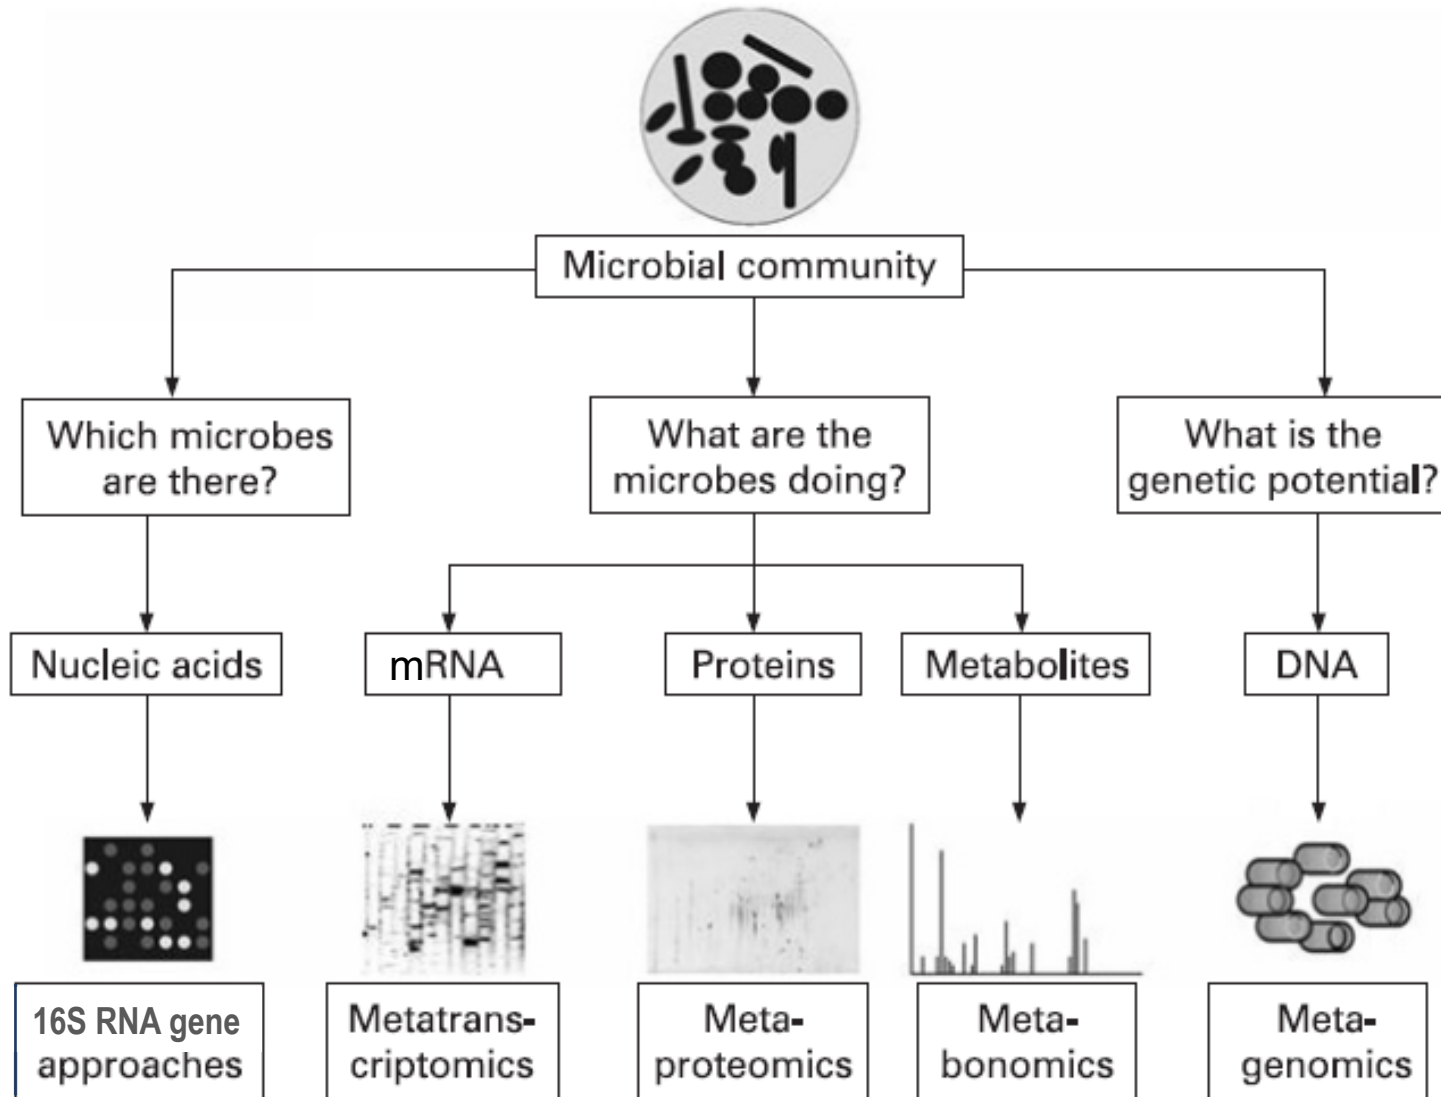 Microbial community
Which microbes
are there?
What are the
microbes doing?
What is the
genetic potential?
Nucleic acids
mRNA
Proteins
Metabolites
DNA
16S RNA gene
approaches
Metatrans-
criptomics
Meta-
proteomics
Meta-
bonomics
Meta-
genomics